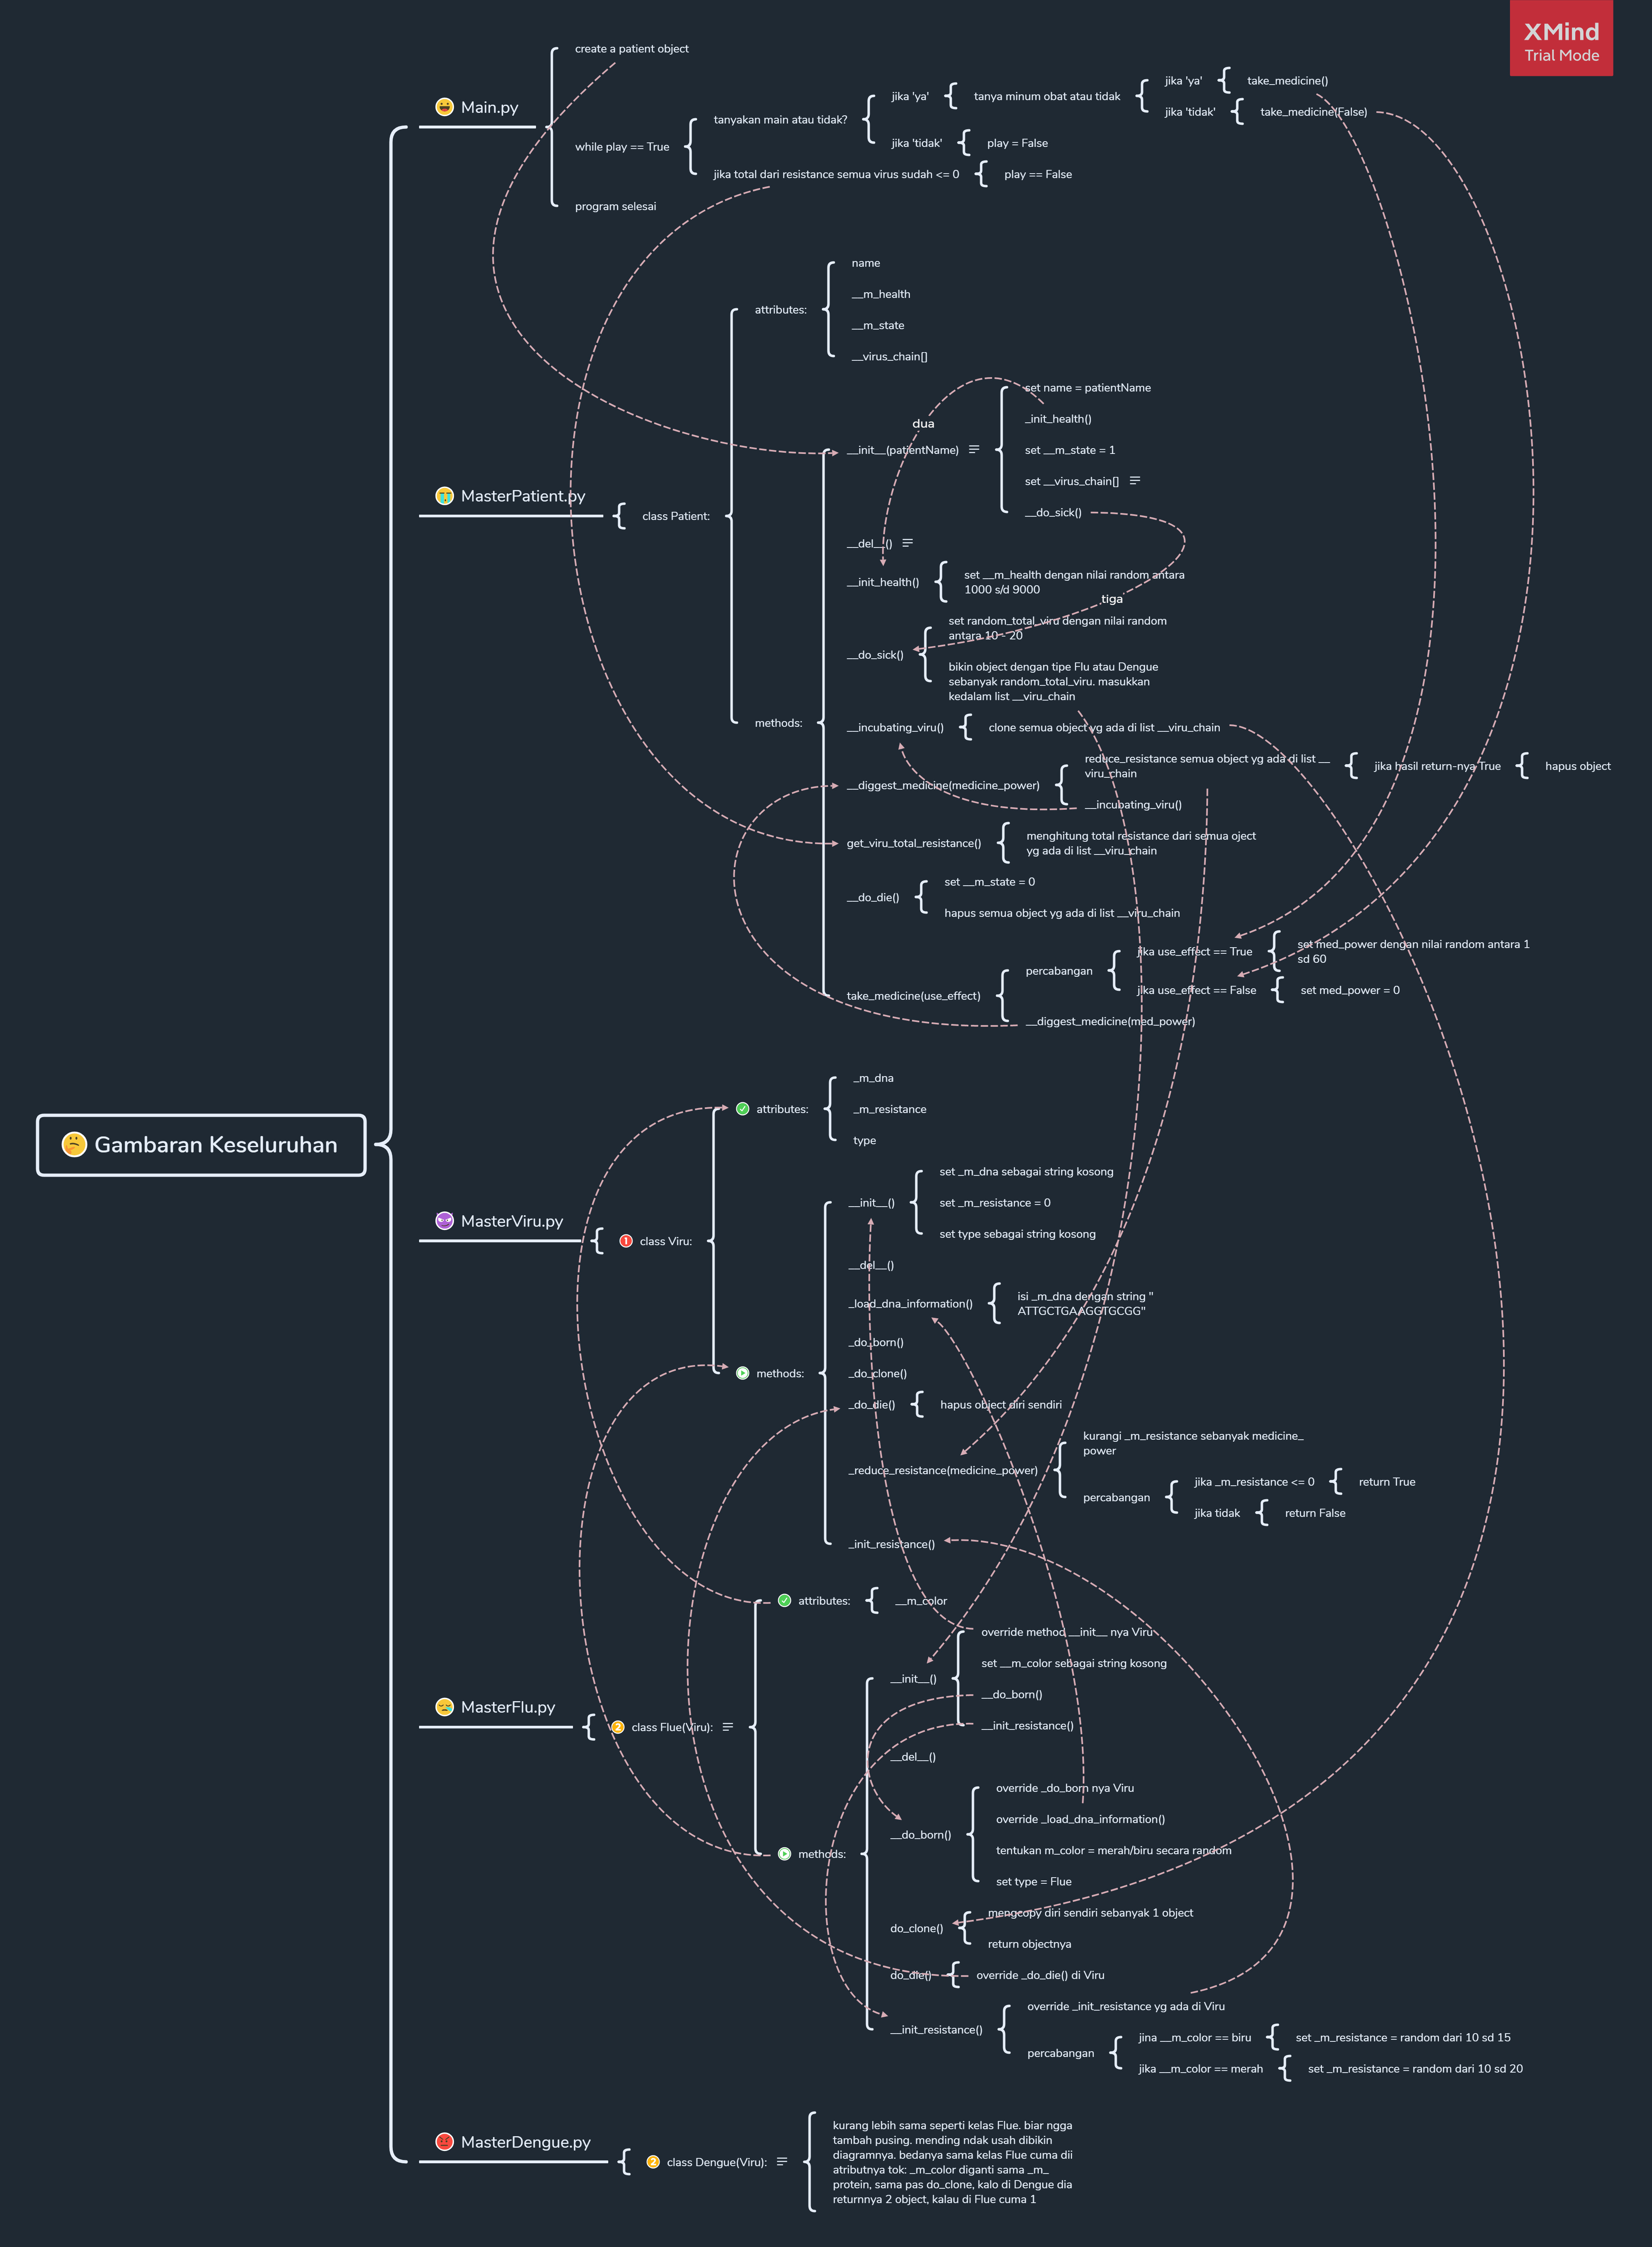 XMind
Trial Mode
create a patient object
Main.py
while play == True
tanyakan main atau tidak?
jika 'ya'
tanya minum obat atau tidak
jika 'ya'
take_medicine()
jika 'tidak'
take_medicine(False)
jika 'tidak'
play = False
jika total dari resistance semua virus sudah <= 0
play == False
program selesai
MasterPatient.py
class Patient:
attributes:
name
__m_health
__m_state
__virus_chain[]
methods:
__init__(patientName)
set name = patientName
_init_health()
set __m_state = 1
set __virus_chain[]
__do_sick()
dua
__del__()
__init_health()
set __m_health dengan nilai random antara
1000 s/d 9000
tiga
__do_sick()
set random_total_viru dengan nilai random
antara 10 - 20
bikin object dengan tipe Flu atau Dengue
sebanyak random_total_viru. masukkan
kedalam list __viru_chain
__incubating_viru()
clone semua object yg ada di list __viru_chain
__diggest_medicine(medicine_power)
reduce_resistance semua object yg ada di list __
viru_chain
jika hasil return-nya True
hapus object
__incubating_viru()
get_viru_total_resistance()
menghitung total resistance dari semua oject
yg ada di list __viru_chain
__do_die()
set __m_state = 0
hapus semua object yg ada di list __viru_chain
take_medicine(use_effect)
percabangan
jika use_effect == True
set med_power dengan nilai random antara 1
sd 60
jika use_effect == False
set med_power = 0
__diggest_medicine(med_power)
Gambaran Keseluruhan
MasterViru.py
class Viru:
attributes:
_m_dna
_m_resistance
type
methods:
__init__()
set _m_dna sebagai string kosong
set _m_resistance = 0
set type sebagai string kosong
__del__()
_load_dna_information()
isi _m_dna dengan string "
ATTGCTGAAGGTGCGG"
_do_born()
_do_clone()
_do_die()
hapus object diri sendiri
_reduce_resistance(medicine_power)
kurangi _m_resistance sebanyak medicine_
power
percabangan
jika _m_resistance <= 0
return True
jika tidak
return False
_init_resistance()
MasterFlu.py
class Flue(Viru):
attributes:
__m_color
methods:
__init__()
override method __init__ nya Viru
set __m_color sebagai string kosong
__do_born()
__init_resistance()
__del__()
__do_born()
override _do_born nya Viru
override _load_dna_information()
tentukan m_color = merah/biru secara random
set type = Flue
do_clone()
mengcopy diri sendiri sebanyak 1 object
return objectnya
do_die()
override _do_die() di Viru
__init_resistance()
override _init_resistance yg ada di Viru
percabangan
jina __m_color == biru
set _m_resistance = random dari 10 sd 15
jika __m_color == merah
set _m_resistance = random dari 10 sd 20
MasterDengue.py
class Dengue(Viru):
kurang lebih sama seperti kelas Flue. biar ngga
tambah pusing. mending ndak usah dibikin
diagramnya. bedanya sama kelas Flue cuma dii
atributnya tok: _m_color diganti sama _m_
protein, sama pas do_clone, kalo di Dengue dia
returnnya 2 object, kalau di Flue cuma 1